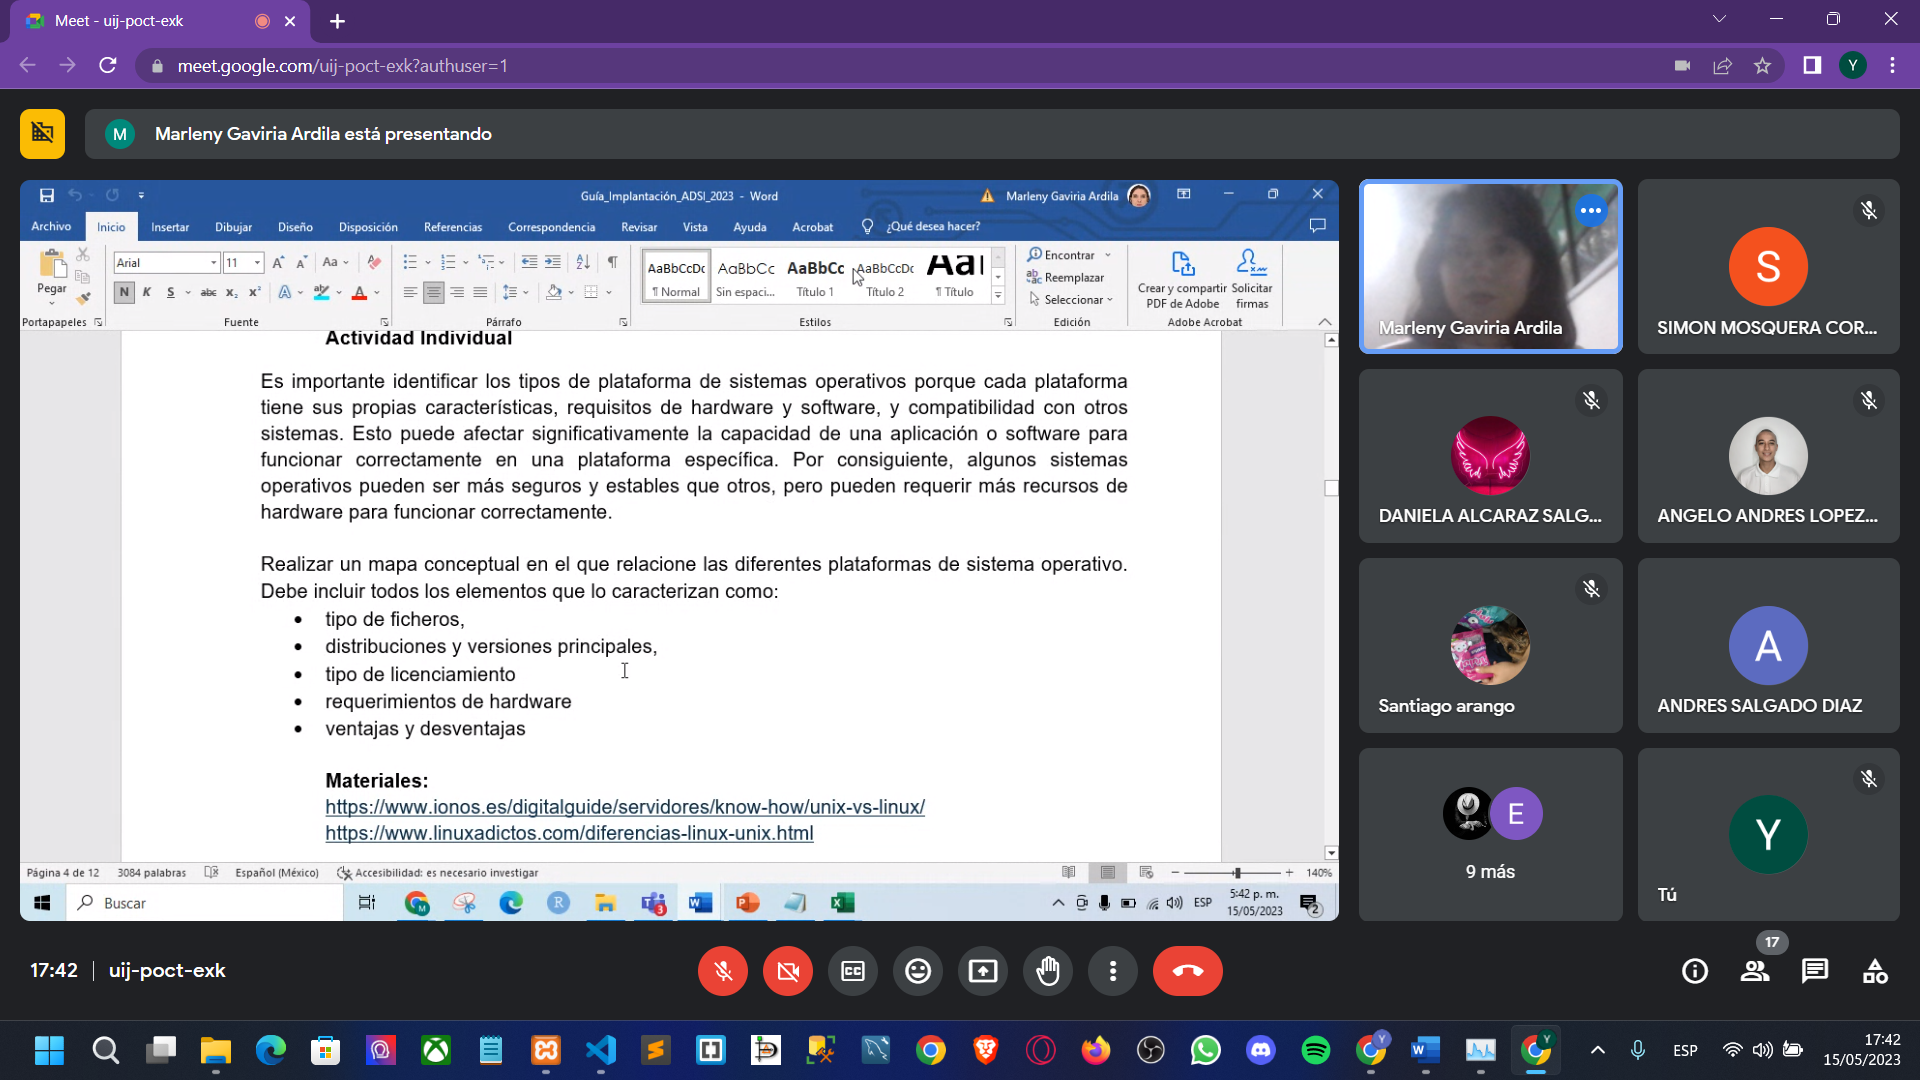 Meet - uij-poct-exk
meet.google.com/uij-poct-exk?authuser=1
Y
M
Marleny Gaviria Ardila está presentando
Guía_Implantación_ADSI_2023 - Word
Marleny Gaviria Ardila
Archivo
Inicio
Insertar
Dibujar
Diseño
Disposición
Referencias
Correspondencia
Revisar
Vista
Ayuda
Acrobat
¿Qué desea hacer?
Pegar
Portapapeles
Arial
11
Aa
N K S abc x₂ x²
Fuente
Párrafo
AaBbCcDc
¶ Normal
AaBbCc
Sin espaci...
AaBbCc
Título 1
AaBbCcDc
Título 2
AaI
¶ Título
Estilos
Encontrar
Reemplazar
Seleccionar
Edición
Crear y compartir
PDF de Adobe
Solicitar
firmas
Adobe Acrobat
Actividad Individual
Es importante identificar los tipos de plataforma de sistemas operativos porque cada plataforma
tiene sus propias características, requisitos de hardware y software, y compatibilidad con otros
sistemas. Esto puede afectar significativamente la capacidad de una aplicación o software para
funcionar correctamente en una plataforma específica. Por consiguiente, algunos sistemas
operativos pueden ser más seguros y estables que otros, pero pueden requerir más recursos de
hardware para funcionar correctamente.
Realizar un mapa conceptual en el que relacione las diferentes plataformas de sistema operativo.
Debe incluir todos los elementos que lo caracterizan como:
• tipo de ficheros,
• distribuciones y versiones principales,
• tipo de licenciamiento
• requerimientos de hardware
• ventajas y desventajas
Materiales:
https://www.ionos.es/digitalguide/servidores/know-how/unix-vs-linux/
https://www.linuxadictos.com/diferencias-linux-unix.html
Página 4 de 12
3084 palabras
Español (México)
Accesibilidad: es necesario investigar
140%
Buscar
ESP
5:42 p. m.
15/05/2023
2
Marleny Gaviria Ardila
S
SIMON MOSQUERA COR...
DANIELA ALCARAZ SALG...
ANGELO ANDRES LOPEZ...
Santiago arango
A
ANDRES SALGADO DIAZ
E
9 más
Y
Tú
17:42 | uij-poct-exk
17
ESP
17:42
15/05/2023